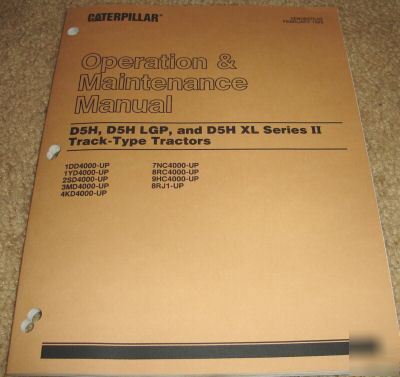 CATERPILLAR
Operation &
Maintenance
Manual
D5H, D5H LGP, and D5H XL Series II
Track-Type Tractors
1DD4000-UP
1YD4000-UP
2SD4000-UP
3MD4000-UP
4KD4000-UP
7NC4000-UP
8RC4000-UP
9HC4000-UP
8RJ1-UP